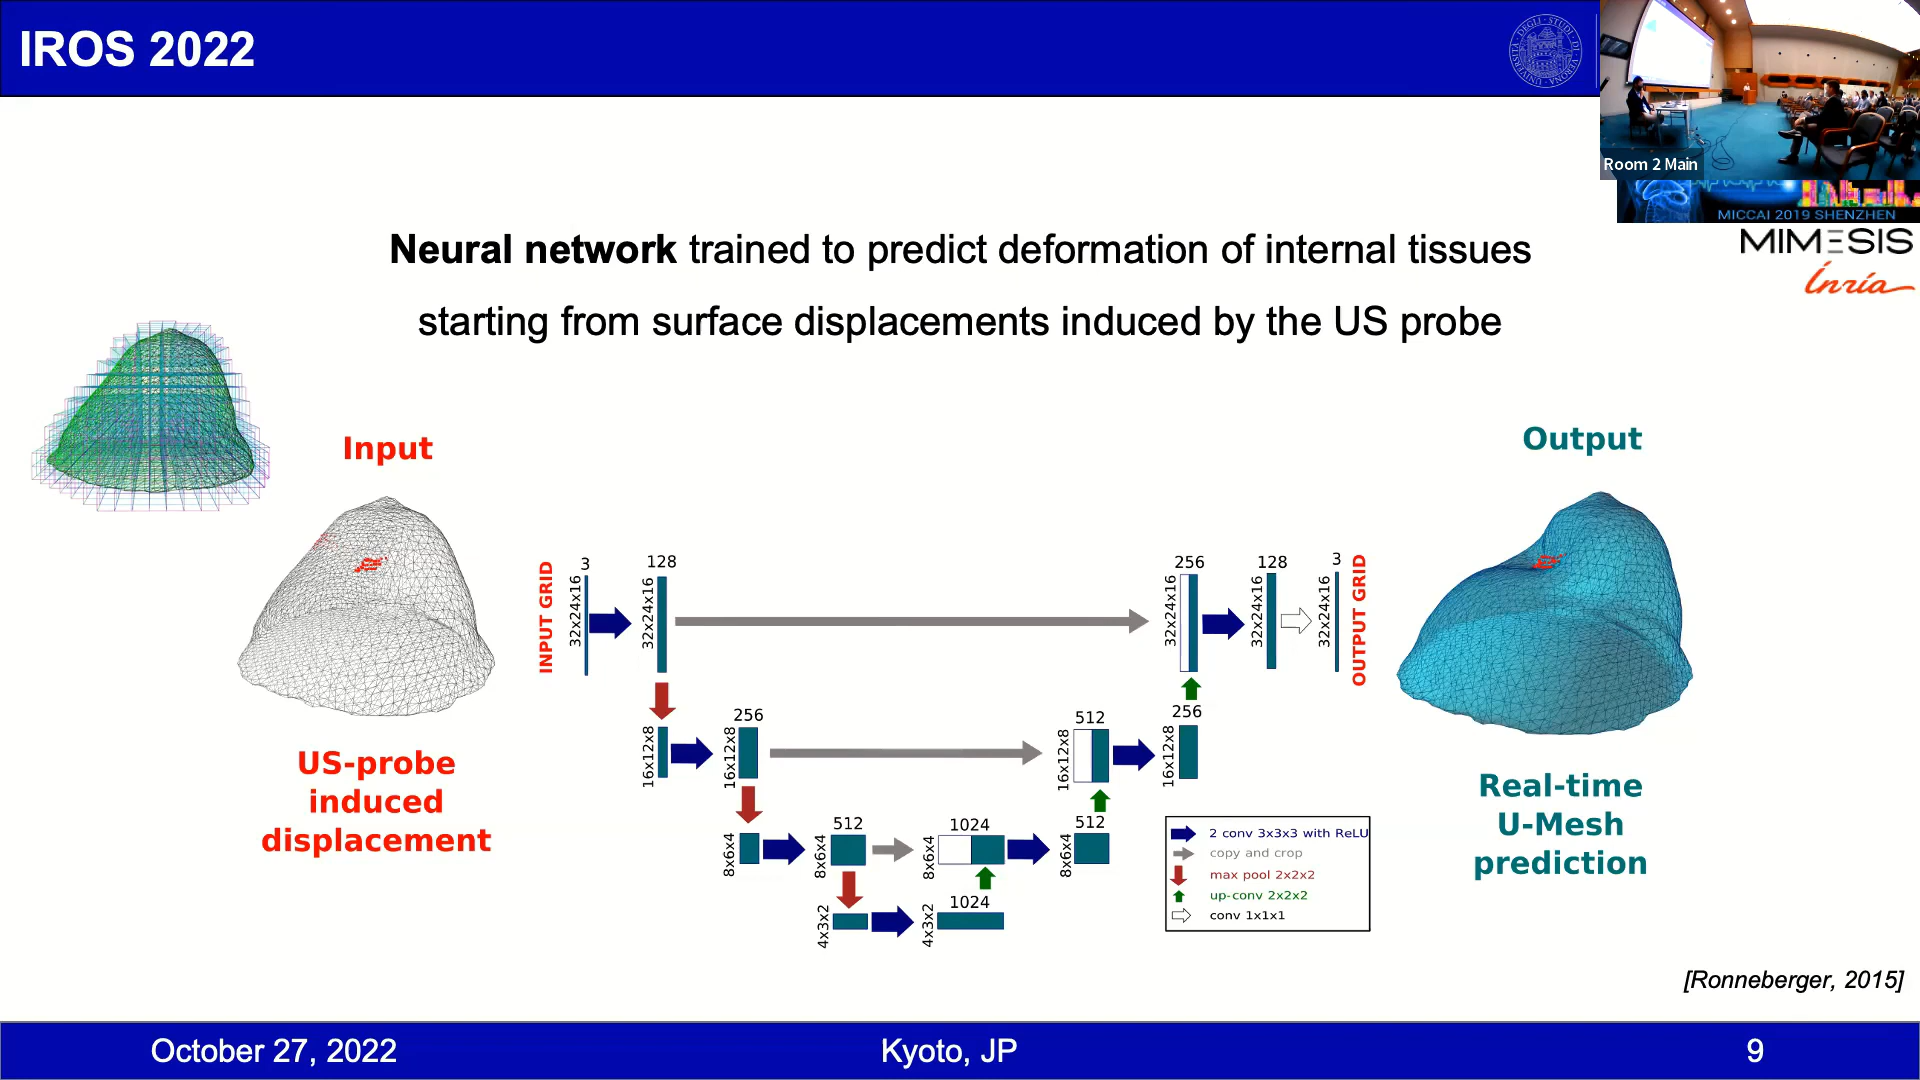 IROS 2022
Room 2 Main
MICCAI 2019 SHENZHEN
MIMESIS
Inría
Neural network trained to predict deformation of internal tissues
starting from surface displacements induced by the US probe
Input
Output
US-probe
induced
displacement
INPUT GRID
32x24x16
3
32x24x16
128
32x24x16
256
32x24x16
128
32x24x16
3
OUTPUT GRID
16x12x8
16x12x8
256
16x12x8
512
16x12x8
256
8x6x4
8x6x4
512
8x6x4
1024
8x6x4
512
4x3x2
4x3x2
1024
2 conv 3x3x3 with ReLU
copy and crop
max pool 2x2x2
up-conv 2x2x2
conv 1x1x1
Real-time
U-Mesh
prediction
[Ronneberger, 2015]
October 27, 2022
Kyoto, JP
9